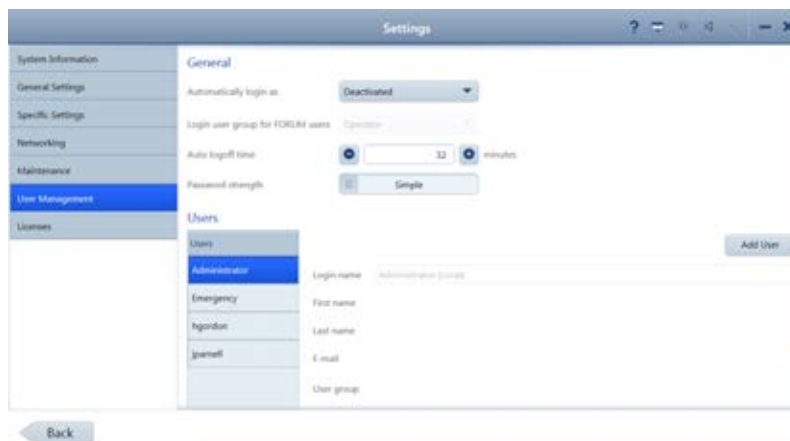 Settings
?
System Information
General Settings
Specific Settings
Networking
Maintenance
User Management
Licenses
General
Automatically login as Deactivated
Login user group for FORUM users Operator
Auto logoff time 32 minutes
Password strength Simple
Users
Users
Add User
Administrator
Emergency
hgordon
jparnell
Login name Administrator (Local)
First name
Last name
E-mail
User group
Back